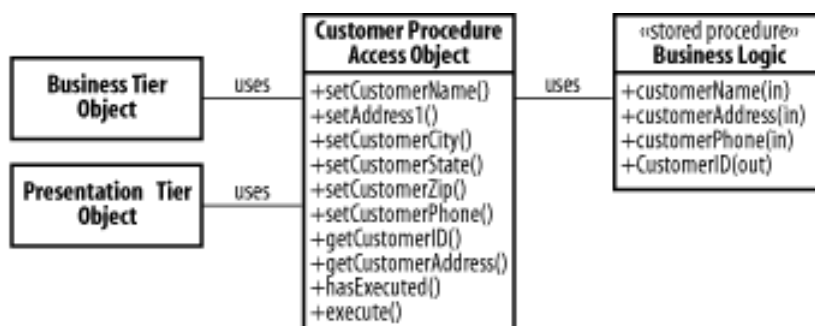 Business Tier
Object
uses
Presentation Tier
Object
uses
Customer Procedure
Access Object
+setCustomerName()
+setAddress1()
+setCustomerCity()
+setCustomerState()
+setCustomerZip()
+setCustomerPhone()
+getCustomerID()
+getCustomerAddress()
+hasExecuted()
+execute()
uses
«stored procedure»
Business Logic
+customerName(in)
+customerAddress(in)
+customerPhone(in)
+CustomerID(out)